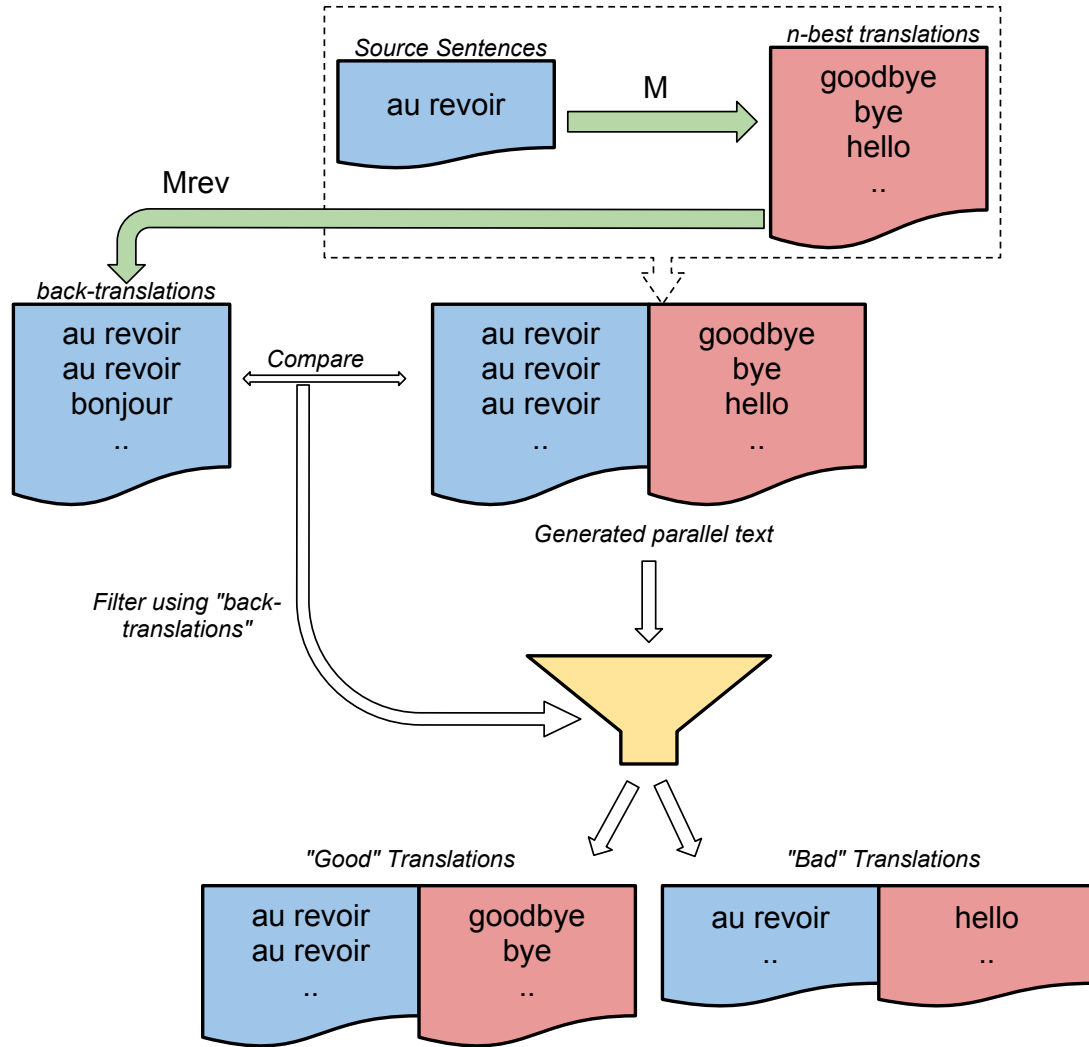 Source Sentences
au revoir
M
n-best translations
goodbye
bye
hello
..
Mrev
back-translations
au revoir
au revoir
bonjour
..
Compare
au revoir
au revoir
au revoir
..
goodbye
bye
hello
..
Generated parallel text
Filter using "back-
translations"
"Good" Translations
au revoir
au revoir
..
goodbye
bye
..
"Bad" Translations
au revoir
..
hello
..